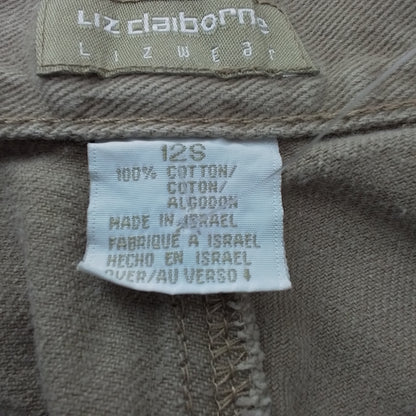 Liz claiborne
LIZWEAr
12S
100% COTTON/
COTON/
ALGODON
MADE IN ISRAEL
FABRIQUÉ A ISRAEL
HECHO EN ISRAEL
OVER/AU VERSO